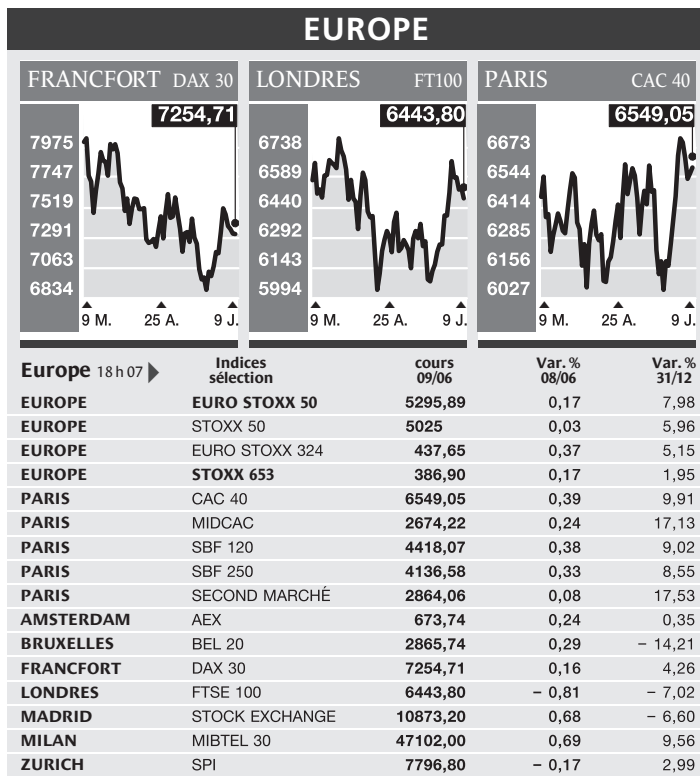 EUROPE
FRANCFORT DAX 30
7254,71
7975
7747
7519
7291
7063
6834
9 M. 25 A. 9 J.
LONDRES FT100
6443,80
6738
6589
6440
6292
6143
5994
9 M. 25 A. 9 J.
PARIS CAC 40
6549,05
6673
6544
6414
6285
6156
6027
9 M. 25 A. 9 J.
Europe 18 h 07 Indices sélection cours 09/06 Var. % 08/06 Var. % 31/12
EUROPE EURO STOXX 50 5295,89 0,17 7,98
EUROPE STOXX 50 5025 0,03 5,96
EUROPE EURO STOXX 324 437,65 0,37 5,15
EUROPE STOXX 653 386,90 0,17 1,95
PARIS CAC 40 6549,05 0,39 9,91
PARIS MIDCAC 2674,22 0,24 17,13
PARIS SBF 120 4418,07 0,38 9,02
PARIS SBF 250 4136,58 0,33 8,55
PARIS SECOND MARCHÉ 2864,06 0,08 17,53
AMSTERDAM AEX 673,74 0,24 0,35
BRUXELLES BEL 20 2865,74 0,29 – 14,21
FRANCFORT DAX 30 7254,71 0,16 4,26
LONDRES FTSE 100 6443,80 – 0,81 – 7,02
MADRID STOCK EXCHANGE 10873,20 0,68 – 6,60
MILAN MIBTEL 30 47102,00 0,69 9,56
ZURICH SPI 7796,80 – 0,17 2,99